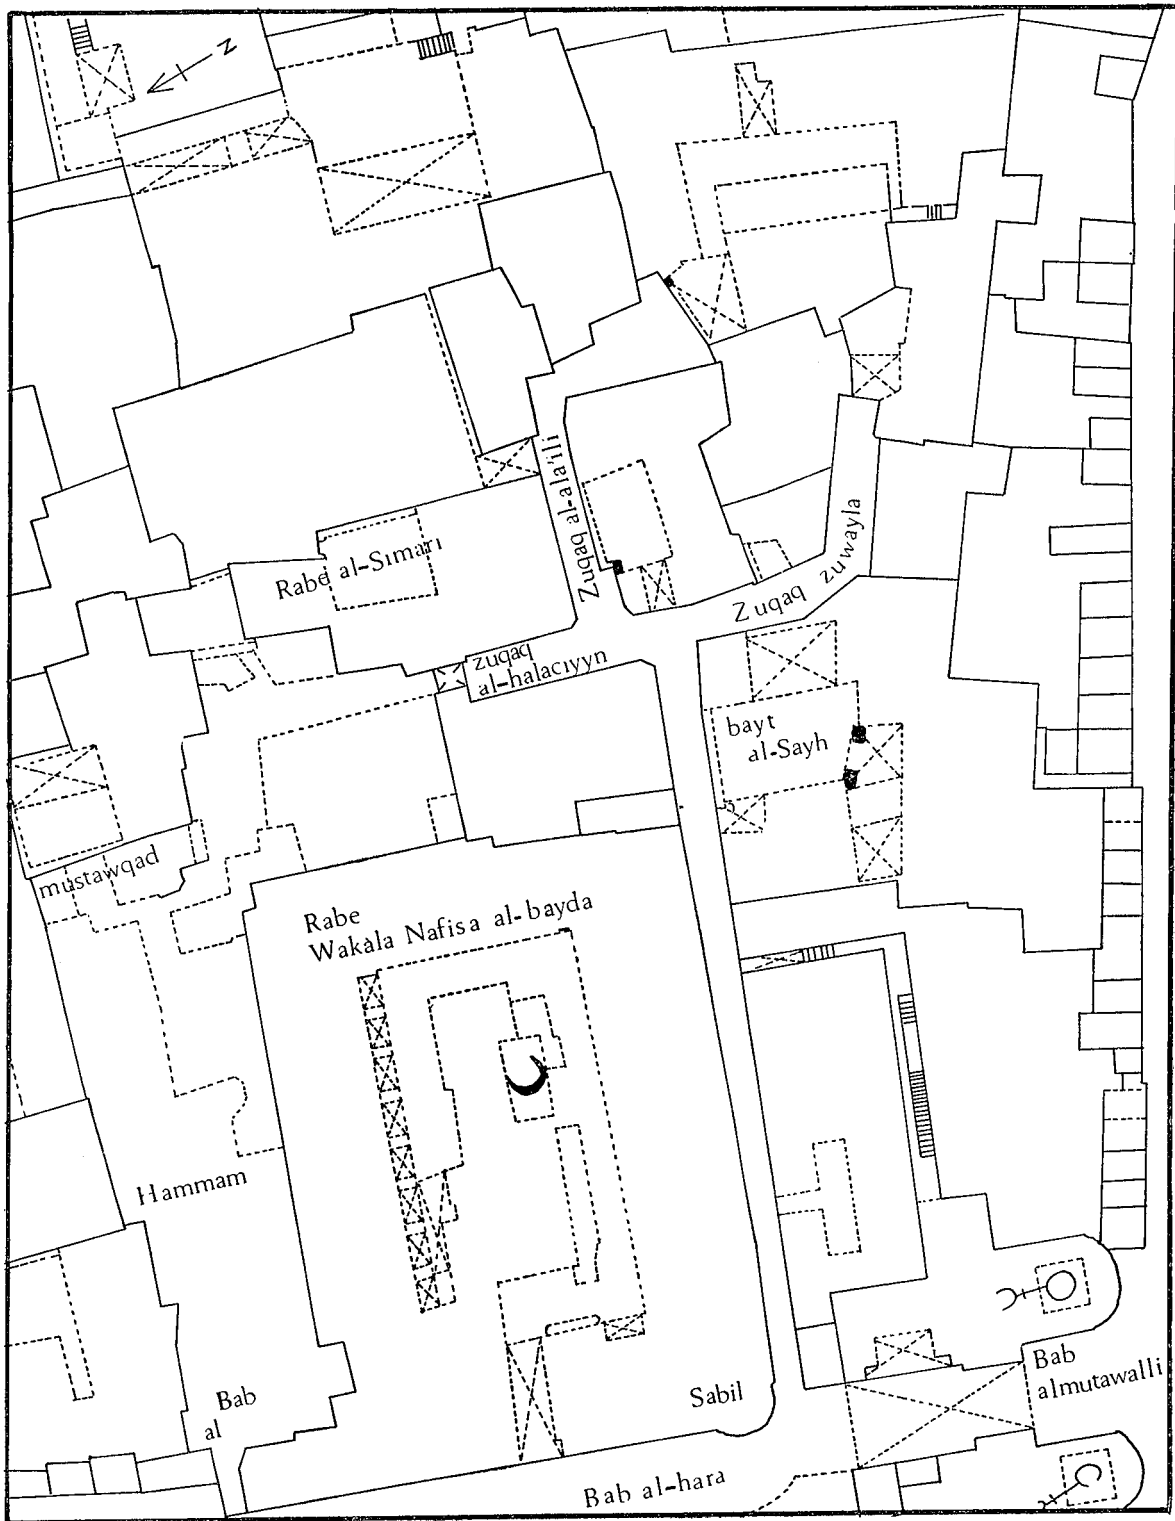 N
Zuqaq al-ala'ili
Rabe al-Sımarı
Zuqaq zuwayla
zuqaq
al-halacıyyn
bayt
al-Sayh
mustawqad
Rabe
Wakàla Nafisa al-bayda
Hammam
Bab
al
Sabil
Bab
almutawalli
Bab al-hara